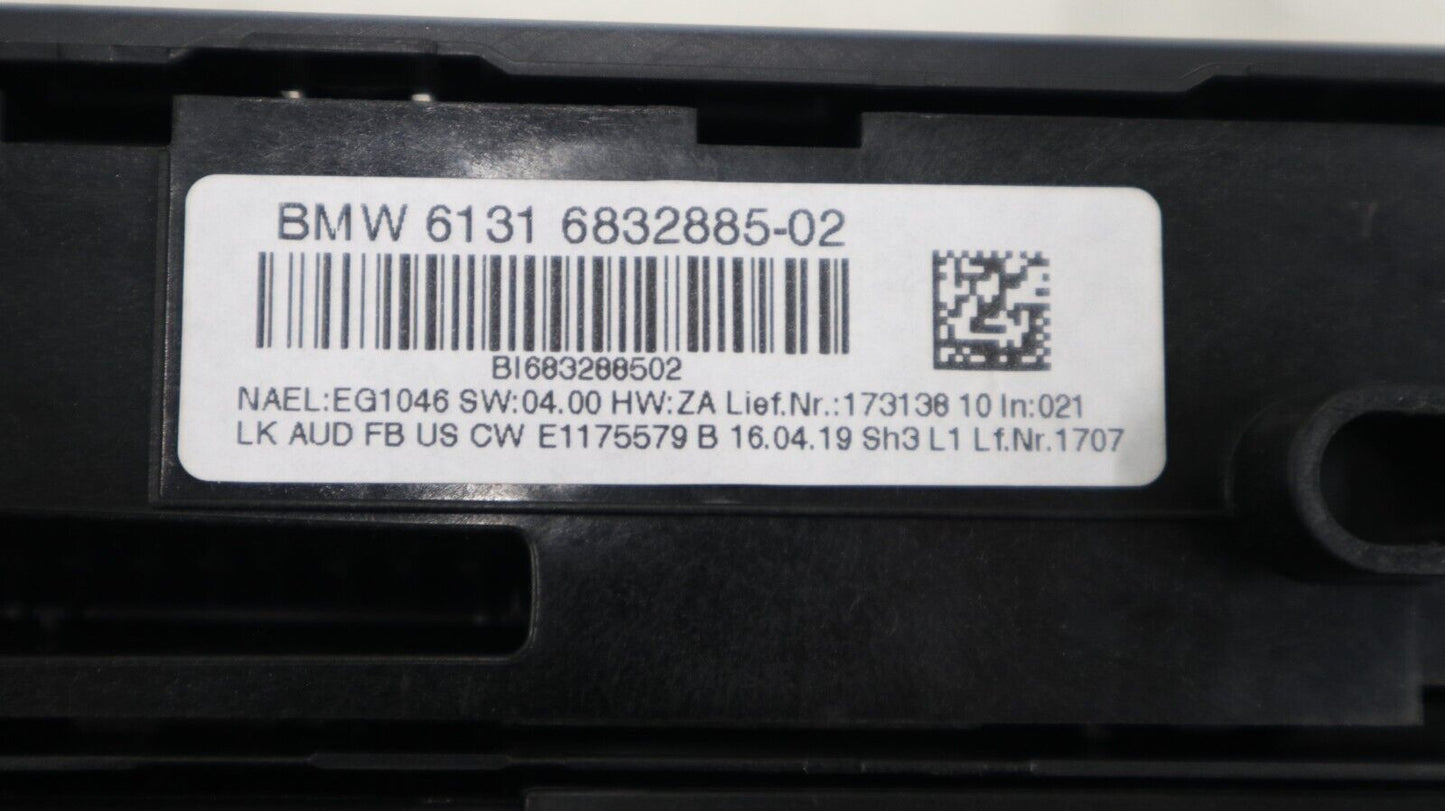 BMW 6131 6832885-02
BI683288502
NAEL:EG1046 SW:04.00 HW:ZA Lief.Nr.:173138 10 In:021
LK AUD FB US CW E1175579 B 16.04.19 Sh3 L1 Lf.Nr.1707